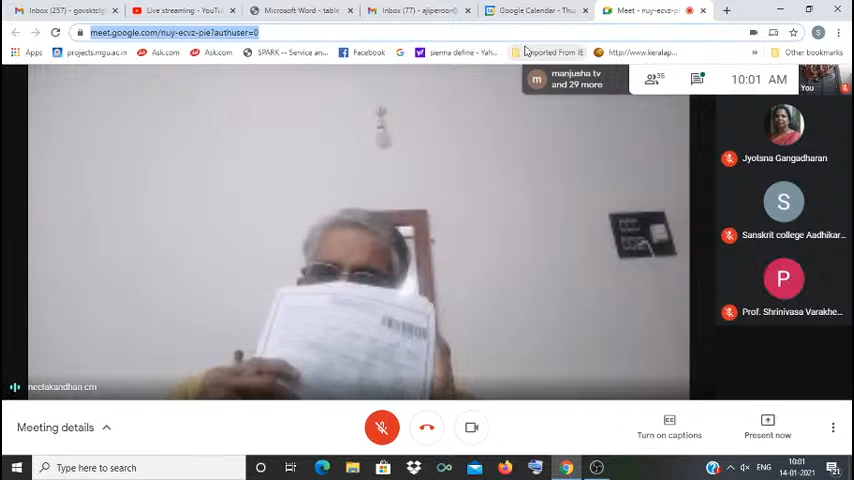 Inbox (257) - govsktclg
Live streaming - YouTu
Microsoft Word - table
Inbox (77) - ajiperoor@
Google Calendar - Thu
Meet - nuy-ecvz-pi
meet.google.com/nuy-ecvz-pie?authuser=0
projects.mgu.ac.in
Ask.com
Ask.com
SPARK -- Service an...
Facebook
sienna define - Yah...
Imported From IE
http://www.keralap...
»
Other bookmarks
m
manjusha tv
and 29 more
35
10:01 AM
You
Jyotsna Gangadharan
S
Sanskrit college Aadhikar...
P
Prof. Shrinivasa Varakhe...
neelakandhan cm
Meeting details
Turn on captions
Present now
Type here to search
ENG
10:01
14-01-2021
21